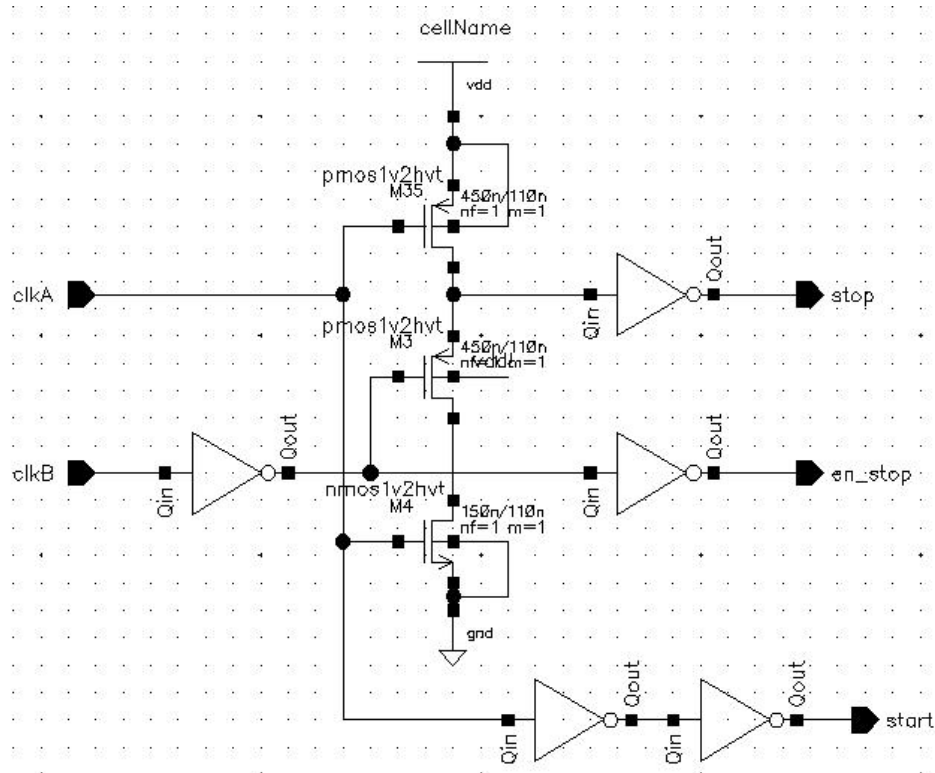 cellName
vdd
pmos1v2hvt
M35
450n/110n
nf=1 m=1
clkA
Qin
Qout
stop
pmos1v2hvt
M3
450n/110n
clkB
Qin
Qout
Qin
Qout
en_stop
nmos1v2hvt
M4
150n/110n
nf=1 m=1
gnd
Qin
Qout
Qin
Qout
start